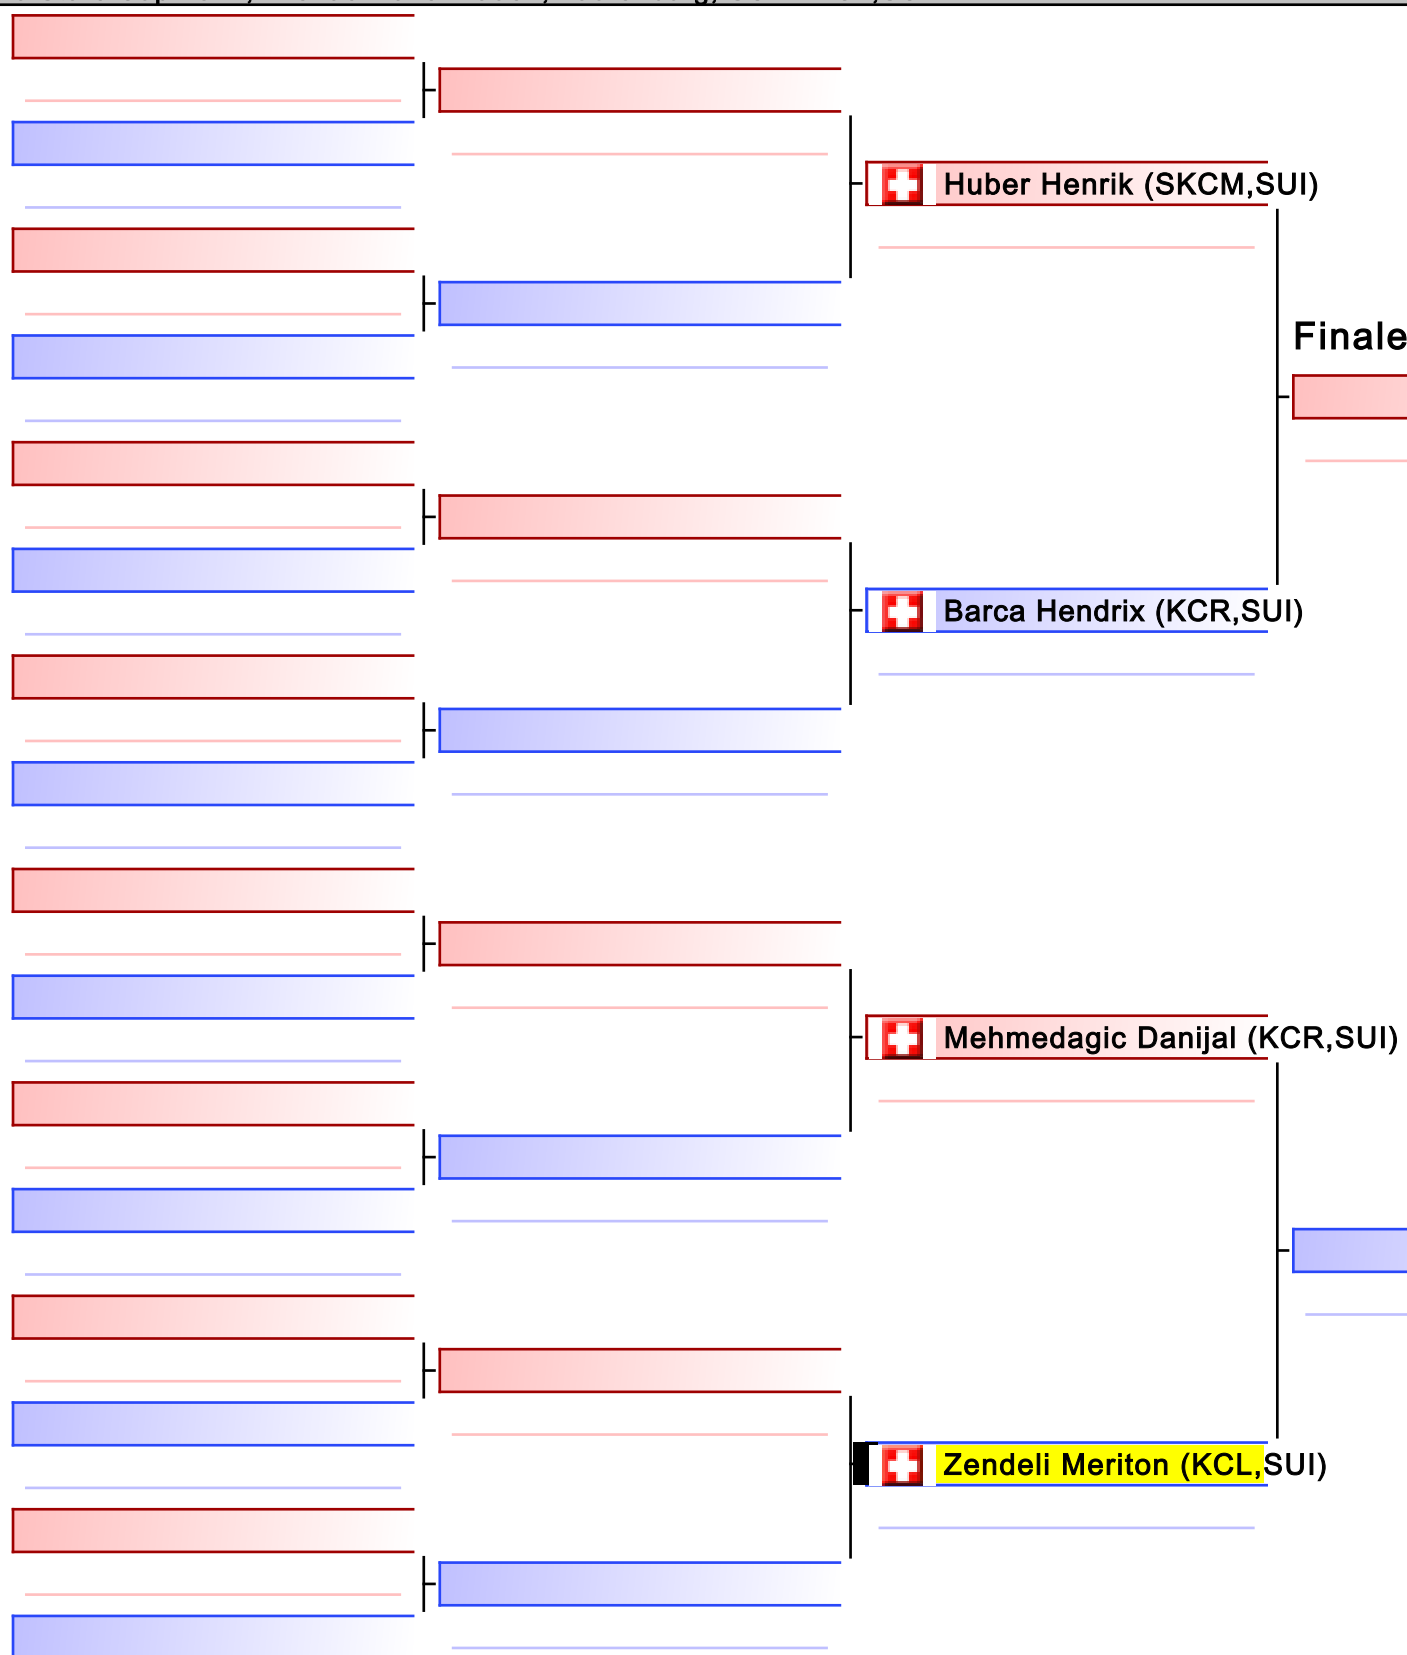 Huber Henrik (SKCM,SUI)
Finale
Barca Hendrix (KCR,SUI)
Mehmedagic Danijal (KCR,SUI)
Zendeli Meriton (KCL,SUI)